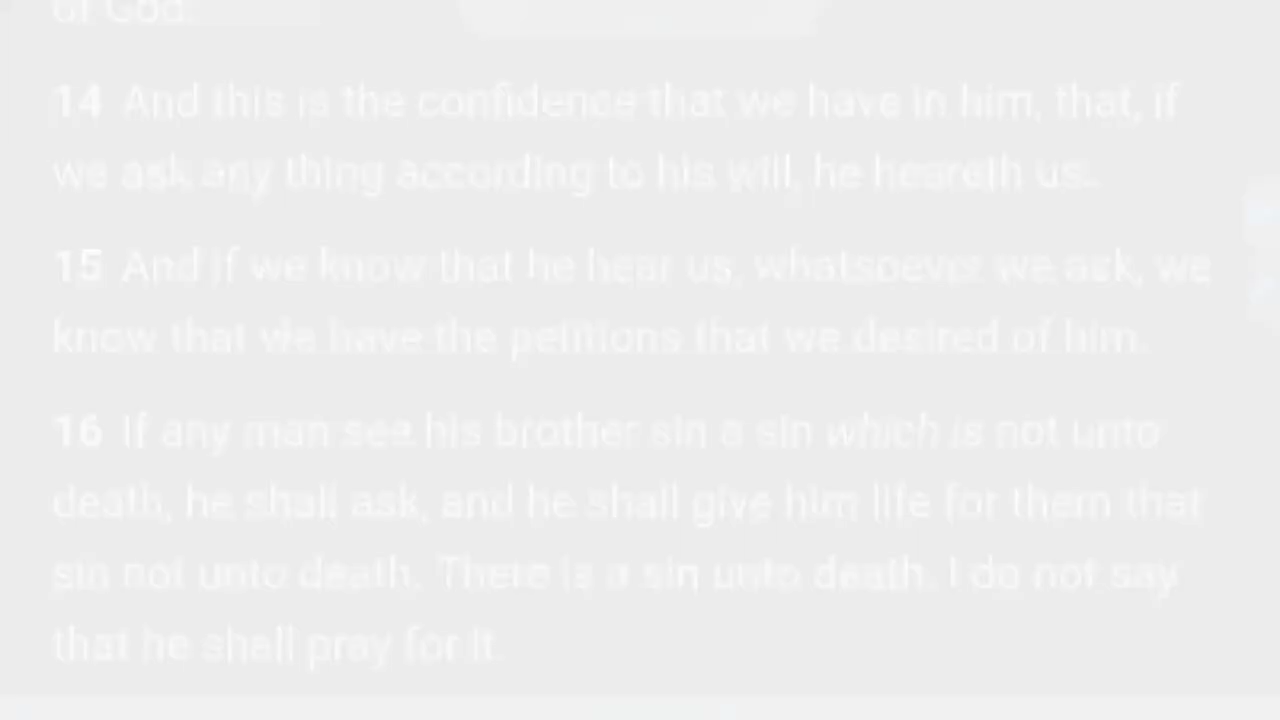 of God.
14 And this is the confidence that we have in him, that, if
we ask any thing according to his will, he heareth us.
15 And if we know that he hear us, whatsoever we ask, we
know that we have the petitions that we desired of him.
16 If any man see his brother sin a sin which is not unto
death, he shall ask, and he shall give him life for them that
sin not unto death. There is a sin unto death. I do not say
that he shall pray for it.